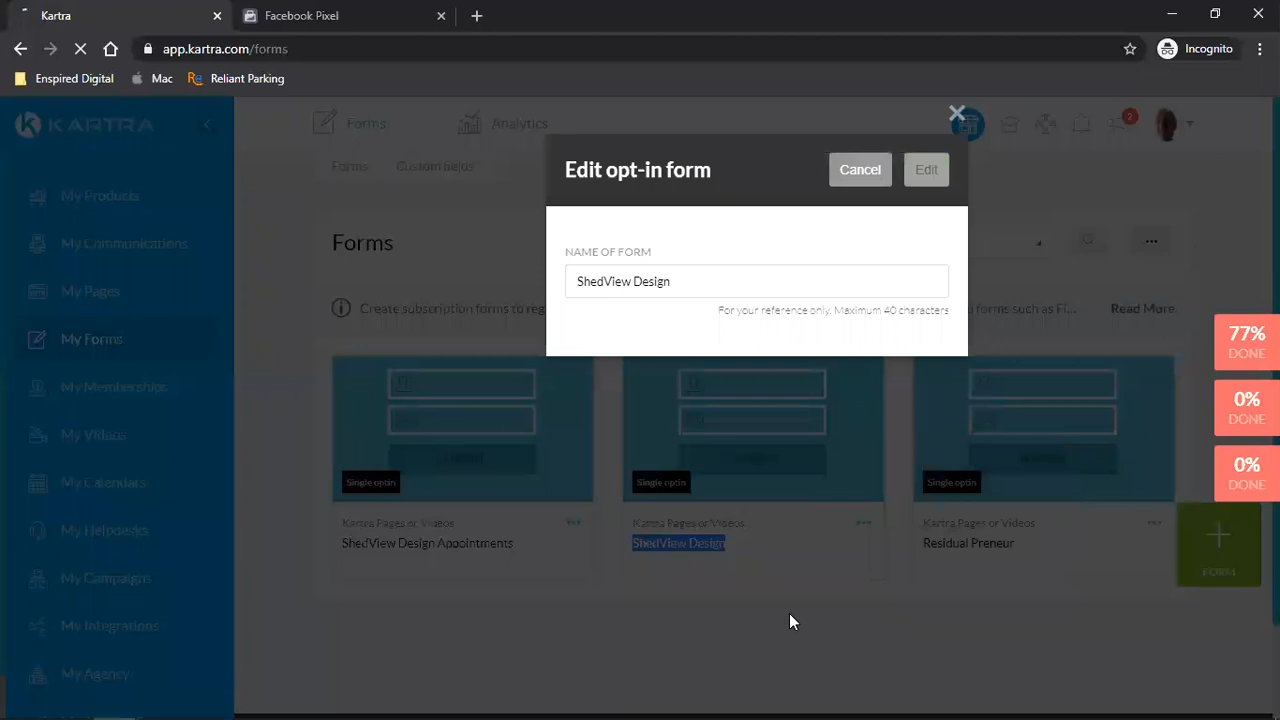 Kartra
Facebook Pixel
app.kartra.com/forms
Incognito
Enspired Digital
Mac
Reliant Parking
KARTRA
Forms
Analytics
2
Edit opt-in form
Cancel
Edit
Forms
Custom fields
My Products
My Communications
My Pages
My Forms
My Memberships
My Videos
My Calendars
My Helpdesks
My Campaigns
My Integrations
My Agency
Forms
NAME OF FORM
ShedView Design
For your reference only. Maximum 40 characters
Create subscription forms to reg
forms such as Fi...
Read More
77%
DONE
0%
DONE
0%
DONE
Single optin
Single optin
Single optin
Kartra Pages or Videos
ShedView Design Appointments
Kartra Pages or Videos
ShedView Design
Kartra Pages or Videos
Residual Preneur
FORM